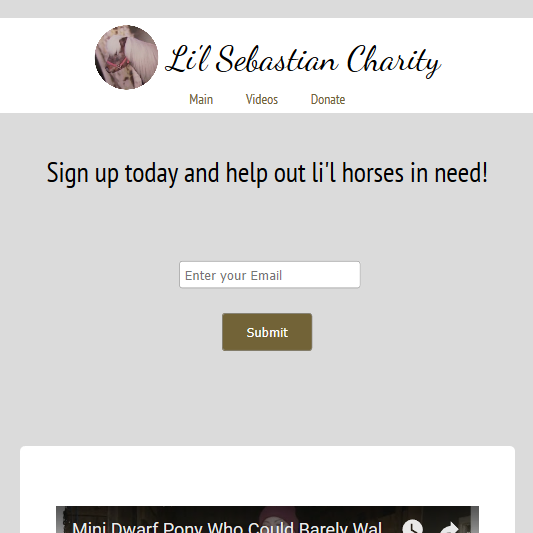 Li'l Sebastian Charity
Main Videos Donate
Sign up today and help out li'l horses in need!
Enter your Email
Submit
Mini Dwarf Pony Who Could Barely Wal